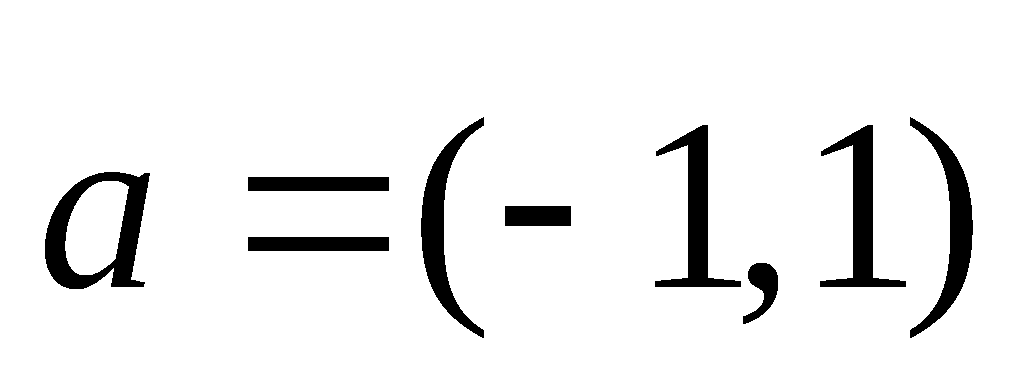 a = (- 1,1)